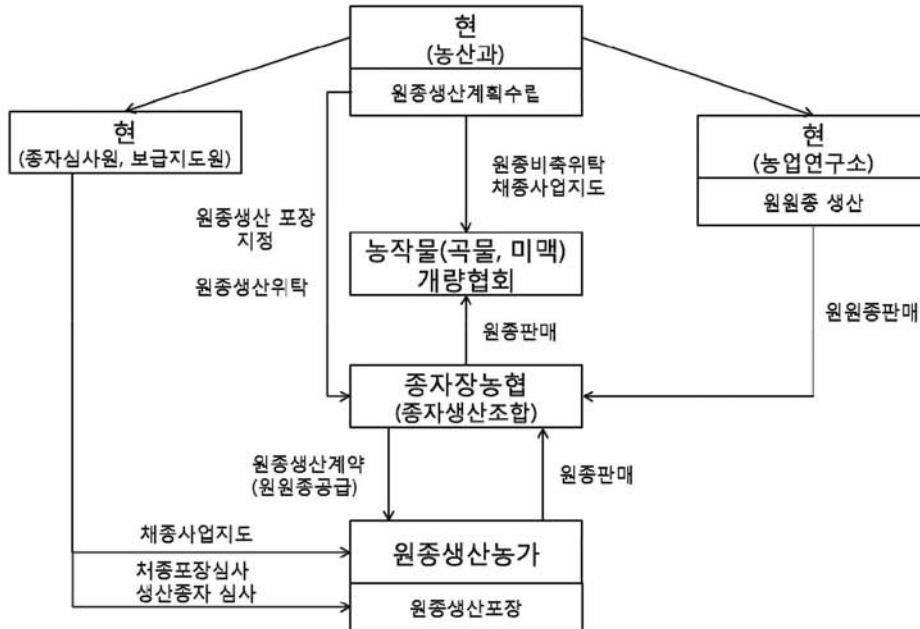 현
(농산과)
원종생산계획수립
현
(종자심사원, 보급지도원)
현
(농업연구소)
원원종 생산
원종비축위탁
채종사업지도
원종생산 포장
지정
원종생산위탁
농작물(곡물, 미맥)
개량협회
원종판매
원원종판매
종자장농협
(종자생산조합)
원종생산계약
(원원종공급)
원종판매
채종사업지도
원종생산농가
처종포장심사
생산종자 심사
원종생산포장